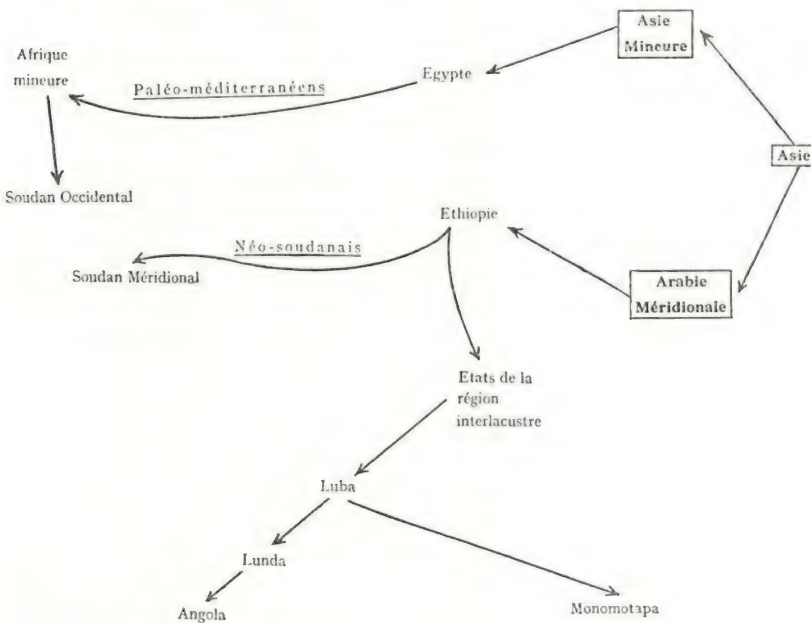 Asie
Mineure
Afrique
mineure
Egypte
Paléo-méditerranéens
Asie
Soudan Occidental
Ethiopie
Néo-soudanais
Soudan Méridional
Arabie
Méridionale
Etats de la
région
interlacustre
Luba
Lunda
Angola
Monomotapa